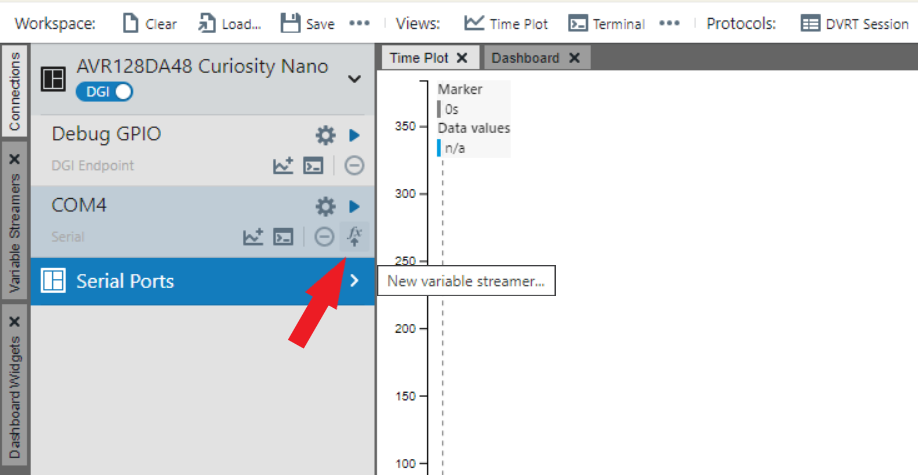 Workspace: Clear Load... Save ••• Views: Time Plot Terminal ••• Protocols: DVRT Session
Connections
Variable Streamers
Dashboard Widgets
AVR128DA48 Curiosity Nano
DGI
Debug GPIO
DGI Endpoint
COM4
Serial
fx
Serial Ports
New variable streamer...
Time Plot Dashboard
Marker
0s
Data values
n/a
350
300
250
200
150
100